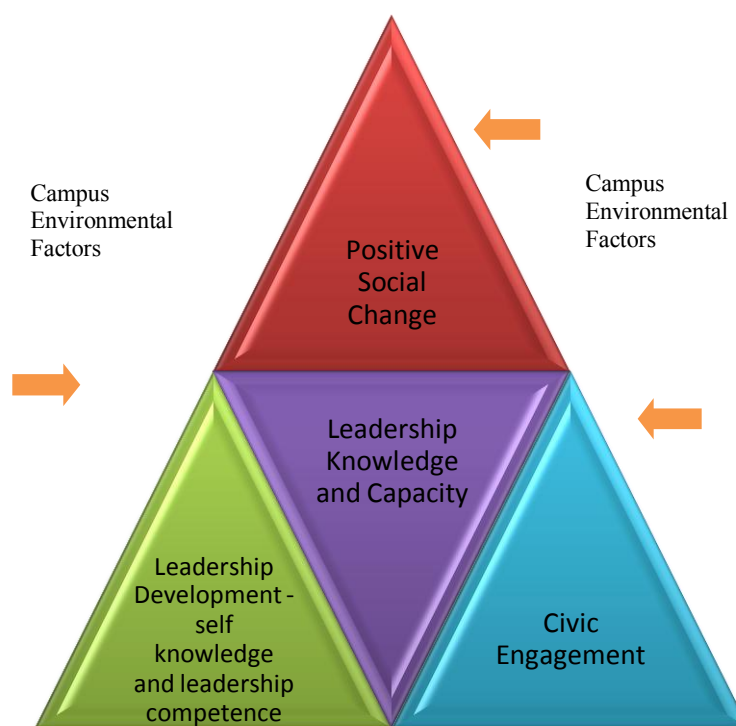 Campus
Environmental
Factors
Campus
Environmental
Factors
Positive
Social
Change
Leadership
Knowledge
and Capacity
Leadership
Development -
self
knowledge
and leadership
competence
Civic
Engagement